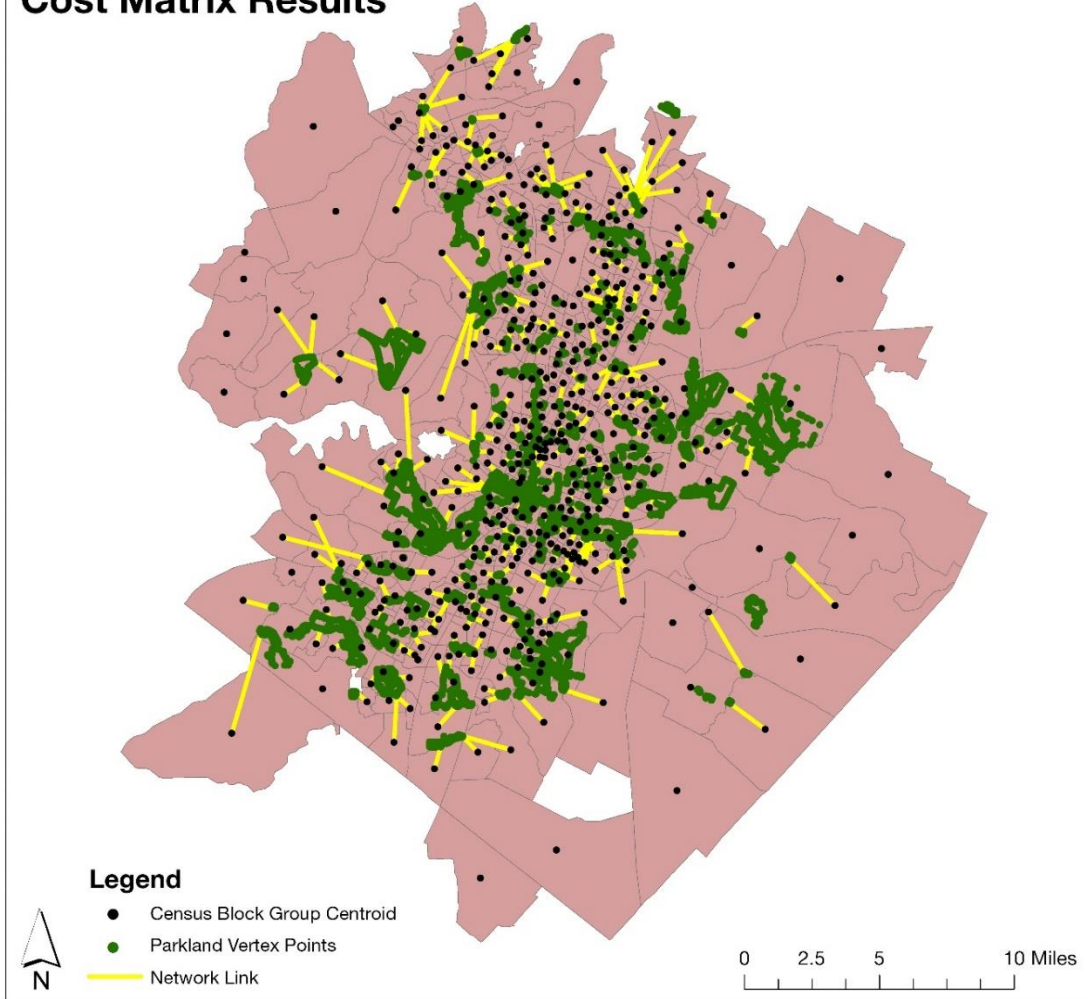 Cost Matrix Results
Legend
Census Block Group Centroid
Parkland Vertex Points
Network Link
N
0 2.5 5 10 Miles